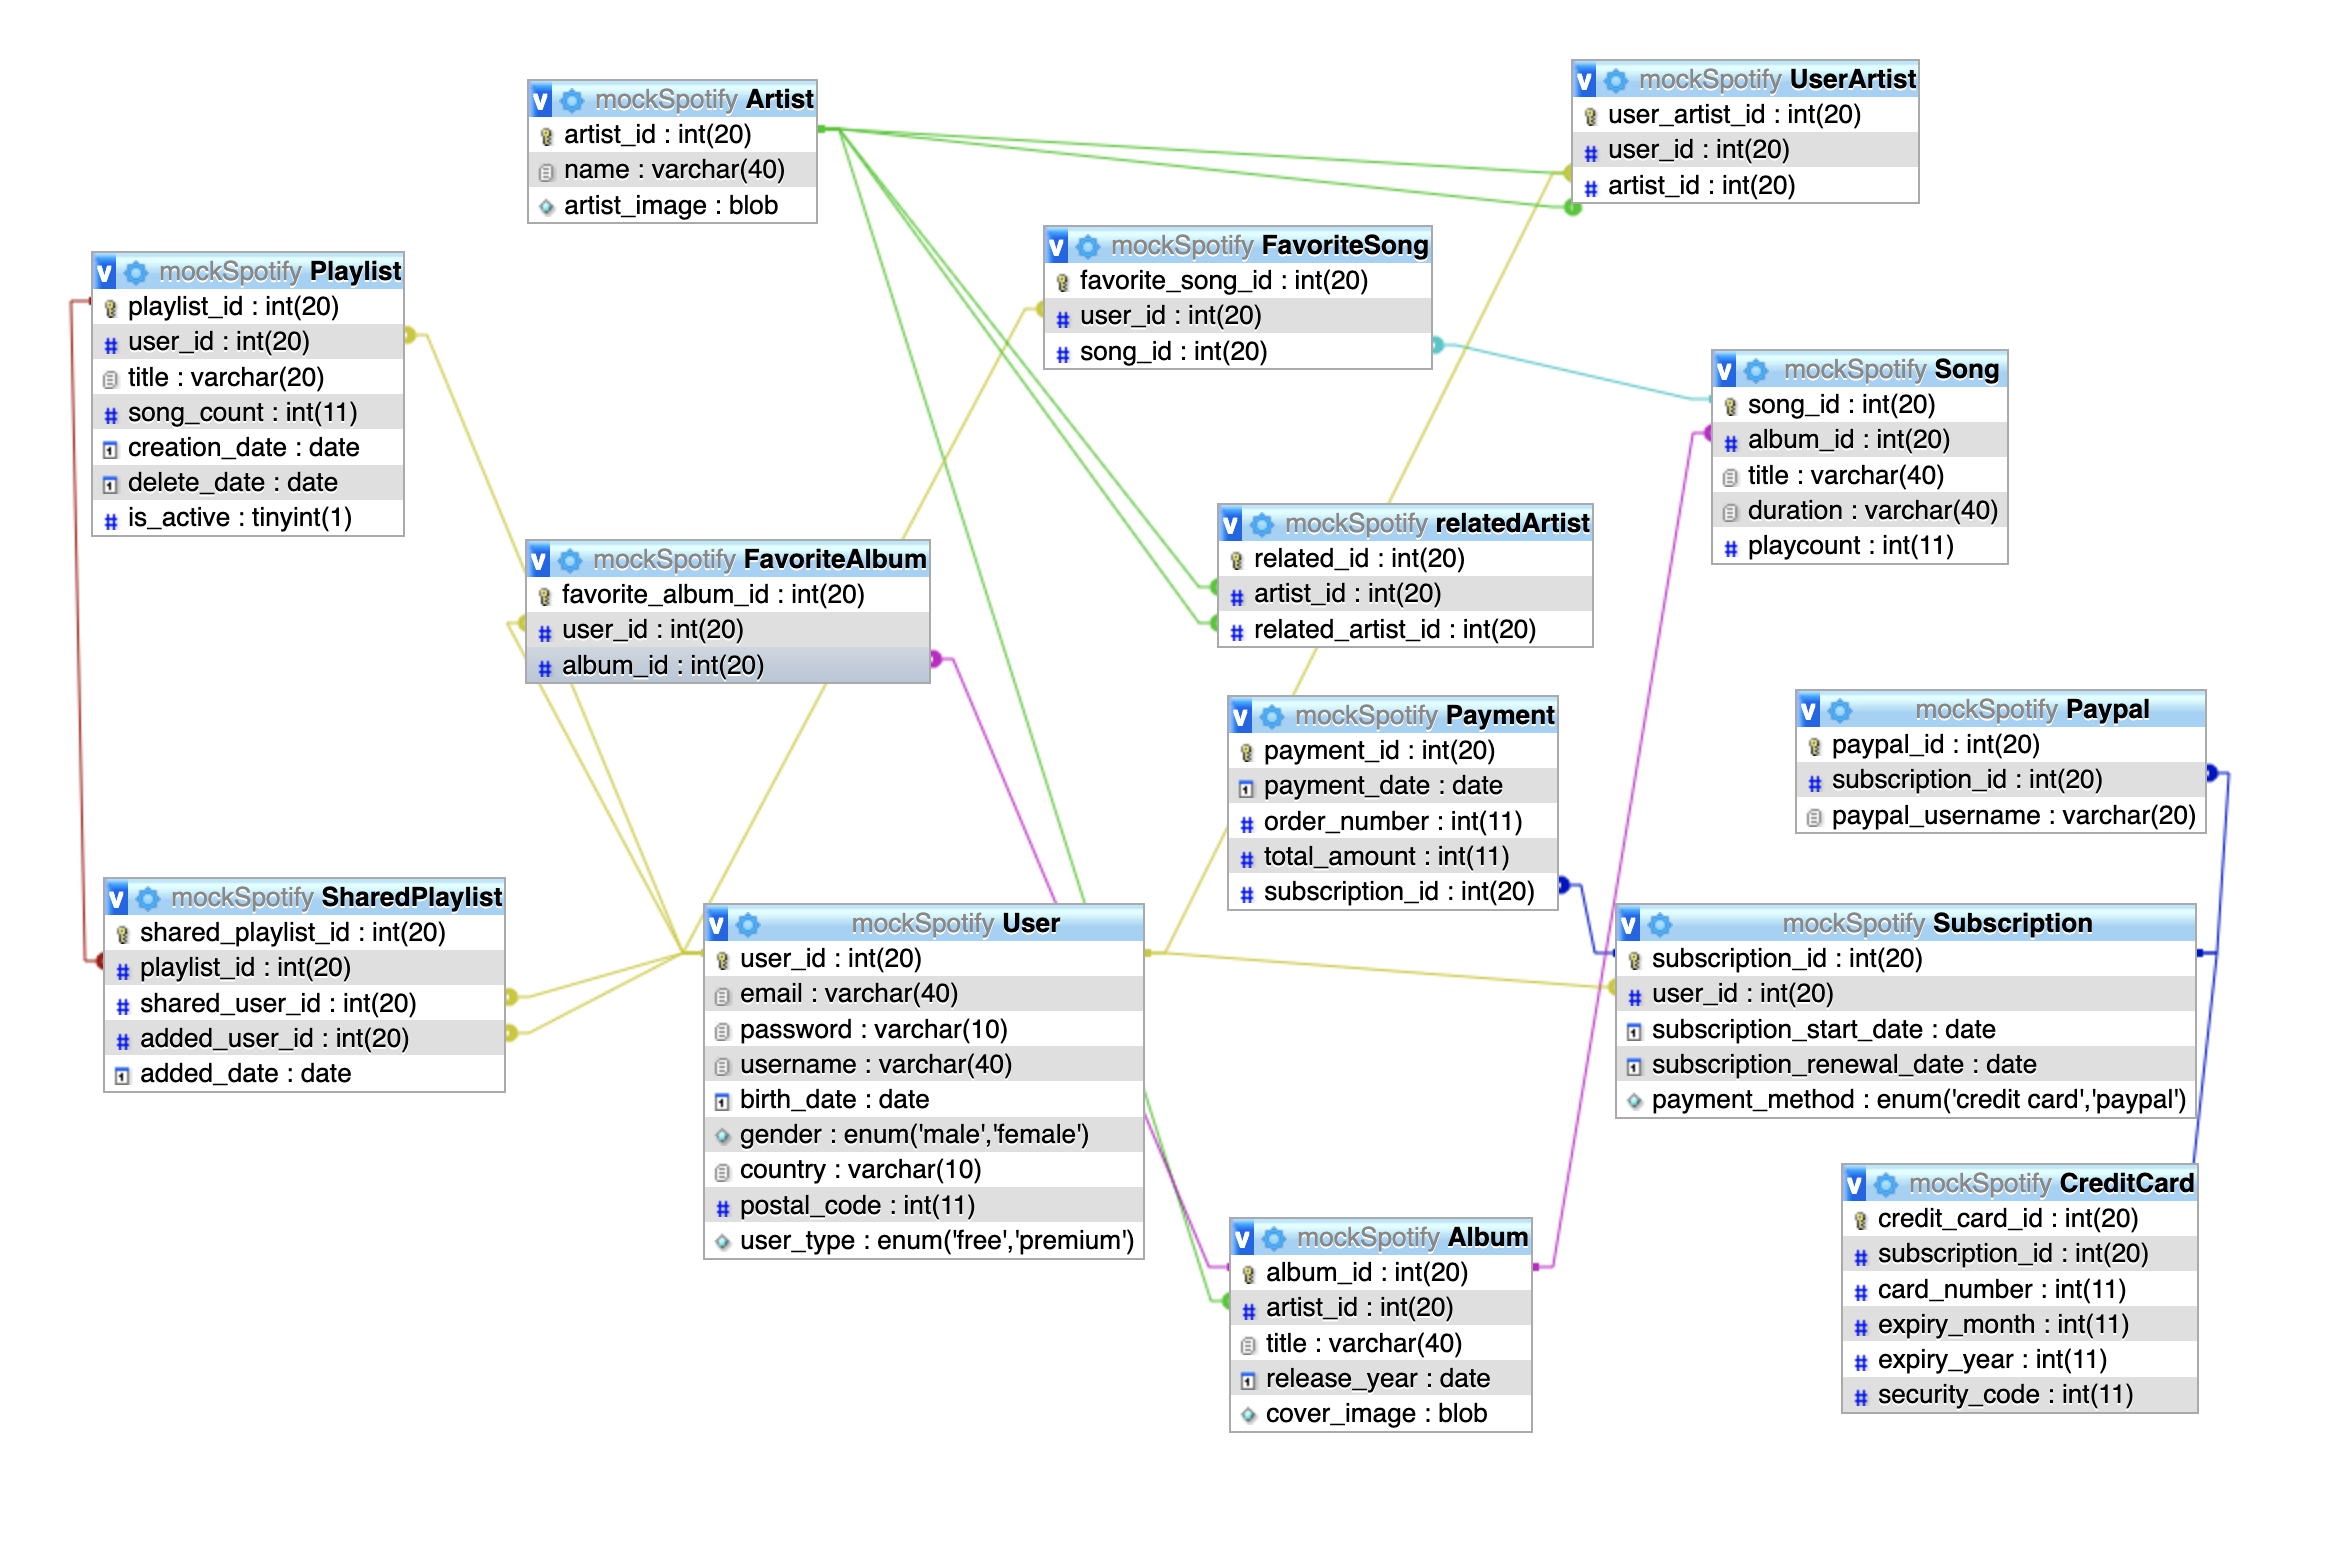 mockSpotify Artist
artist_id : int(20)
name : varchar(40)
artist_image : blob
mockSpotify UserArtist
user_artist_id : int(20)
user_id : int(20)
artist_id : int(20)
mockSpotify FavoriteSong
favorite_song_id : int(20)
user_id : int(20)
song_id : int(20)
mockSpotify Playlist
playlist_id : int(20)
user_id : int(20)
title : varchar(20)
song_count : int(11)
creation_date : date
delete_date : date
is_active : tinyint(1)
mockSpotify Song
song_id : int(20)
album_id : int(20)
title : varchar(40)
duration : varchar(40)
playcount : int(11)
mockSpotify relatedArtist
related_id : int(20)
artist_id : int(20)
related_artist_id : int(20)
mockSpotify FavoriteAlbum
favorite_album_id : int(20)
user_id : int(20)
album_id : int(20)
mockSpotify Payment
payment_id : int(20)
payment_date : date
order_number : int(11)
total_amount : int(11)
subscription_id : int(20)
mockSpotify Paypal
paypal_id : int(20)
subscription_id : int(20)
paypal_username : varchar(20)
mockSpotify SharedPlaylist
shared_playlist_id : int(20)
playlist_id : int(20)
shared_user_id : int(20)
added_user_id : int(20)
added_date : date
mockSpotify User
user_id : int(20)
email : varchar(40)
password : varchar(10)
username : varchar(40)
birth_date : date
gender : enum('male','female')
country : varchar(10)
postal_code : int(11)
user_type : enum('free','premium')
mockSpotify Subscription
subscription_id : int(20)
user_id : int(20)
subscription_start_date : date
subscription_renewal_date : date
payment_method : enum('credit card','paypal')
mockSpotify CreditCard
credit_card_id : int(20)
subscription_id : int(20)
card_number : int(11)
expiry_month : int(11)
expiry_year : int(11)
security_code : int(11)
mockSpotify Album
album_id : int(20)
artist_id : int(20)
title : varchar(40)
release_year : date
cover_image : blob